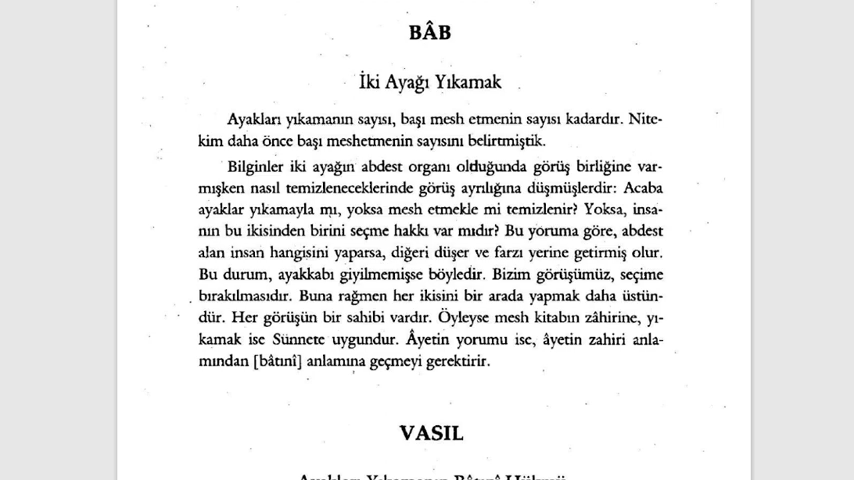 BÂB
İki Ayağı Yıkamak
Ayakları yıkamanın sayısı, başı mesh etmenin sayısı kadardır. Nite-
kim daha önce başı meshetmenin sayısını belirtmiştik.
Bilginler iki ayağın abdest organı olduğunda görüş birliğine var-
mışken nasıl temizleneceklerinde görüş ayrılığına düşmüşlerdir: Acaba
ayaklar yıkamayla mı, yoksa mesh etmekle mi temizlenir? Yoksa, insa-
nın bu ikisinden birini seçme hakkı var mıdır? Bu yoruma göre, abdest
alan insan hangisini yaparsa, diğeri düşer ve farzı yerine getirmiş olur.
Bu durum, ayakkabı giyilmemişse böyledir. Bizim görüşümüz, seçime
bırakılmasıdır. Buna rağmen her ikisini bir arada yapmak daha üstün-
dür. Her görüşün bir sahibi vardır. Öyleyse mesh kitabın zâhirine, yı-
kamak ise Sünnete uygundur. Âyetin yorumu ise, âyetin zahiri anla-
mından [bâtınî] anlamına geçmeyi gerektirir.
VASIL
Ayakları Yıkamanın Bâtınî Hükmü